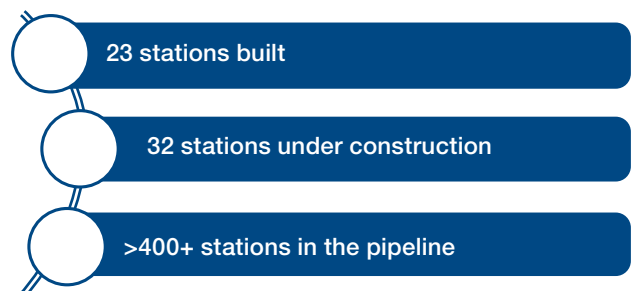 23 stations built
32 stations under construction
>400+ stations in the pipeline